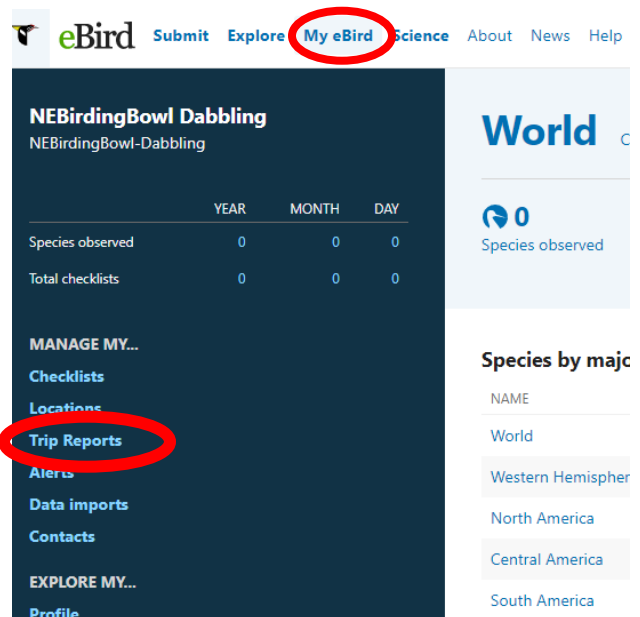 eBird Submit Explore My eBird Science About News Help
NEBirdingBowl Dabbling
NEBirdingBowl-Dabbling
YEAR MONTH DAY
Species observed 0 0 0
Total checklists 0 0 0
MANAGE MY...
Checklists
Locations
Trip Reports
Alerts
Data imports
Contacts
EXPLORE MY...
Profile
World
0
Species observed
Species by majo
NAME
World
Western Hemispher
North America
Central America
South America